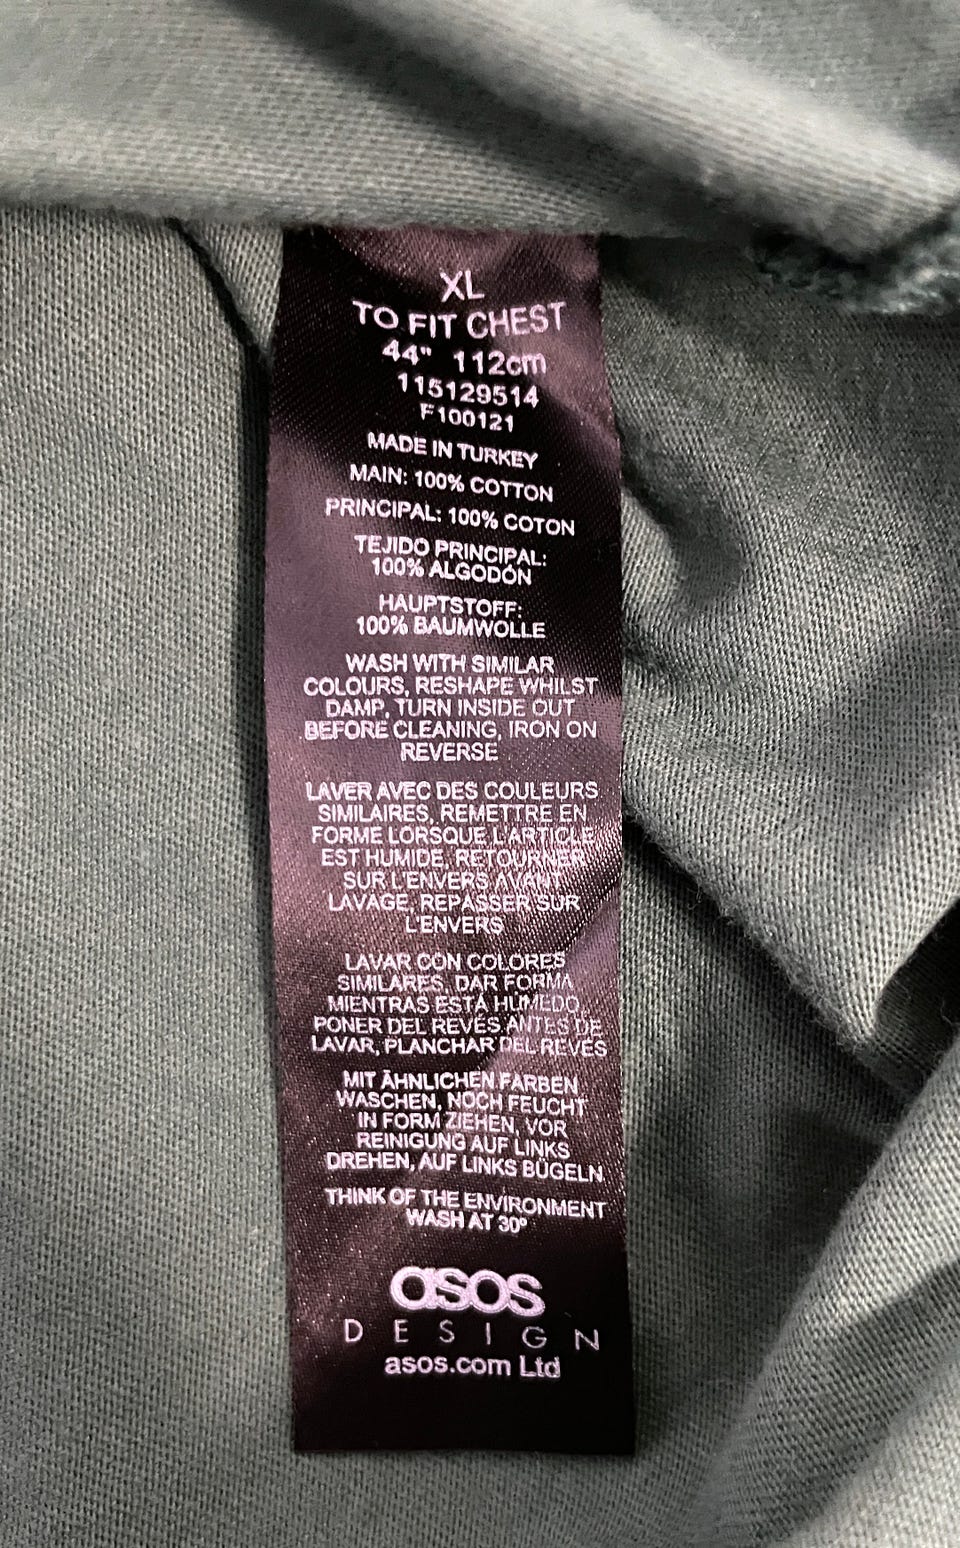 XL
TO FIT CHEST
44" 112cm
115129514
F100121
MADE IN TURKEY
MAIN: 100% COTTON
PRINCIPAL: 100% COTON
TEJIDO PRINCIPAL:
100% ALGODÓN
HAUPTSTOFF:
100% BAUMWOLLE
WASH WITH SIMILAR
COLOURS, RESHAPE WHILST
DAMP, TURN INSIDE OUT
BEFORE CLEANING, IRON ON
REVERSE
LAVER AVEC DES COULEURS
SIMILAIRES, REMETTRE EN
FORME LORSQUE L'ARTICLE
EST HUMIDE, RETOURNER
SUR L'ENVERS AVANT
LAVAGE, REPASSER SUR
L'ENVERS
LAVAR CON COLORES
SIMILARES, DAR FORMA
MIENTRAS ESTÁ HÚMEDO,
PONER DEL REVÉS ANTES DE
LAVAR, PLANCHAR DEL REVÉS
MIT ÄHNLICHEN FARBEN
WASCHEN, NOCH FEUCHT
IN FORM ZIEHEN, VOR
REINIGUNG AUF LINKS
DREHEN, AUF LINKS BÜGELN
THINK OF THE ENVIRONMENT
WASH AT 30º
asos
DESIGN
asos.com Ltd